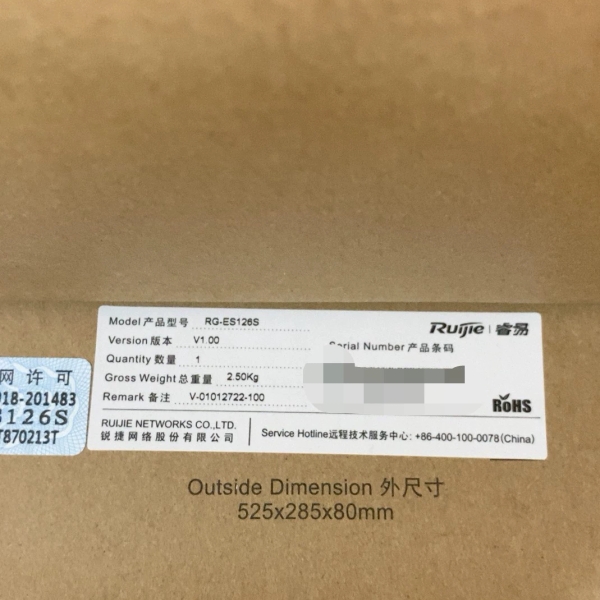 Model 产品型号 RG-ES126S
Ruijie | 睿易
Version 版本 V1.00
Serial Number 产品条码
Quantity 数量 1
Gross Weight 总重量 2.50Kg
Remark 备注 V-01012722-100
RoHS
RUIJIE NETWORKS CO.,LTD.
锐捷网络股份有限公司
Service Hotline远程技术服务中心: +86-400-100-0078(China)
网 许 可
918-201483
126S
T870213T
Outside Dimension 外尺寸
525x285x80mm